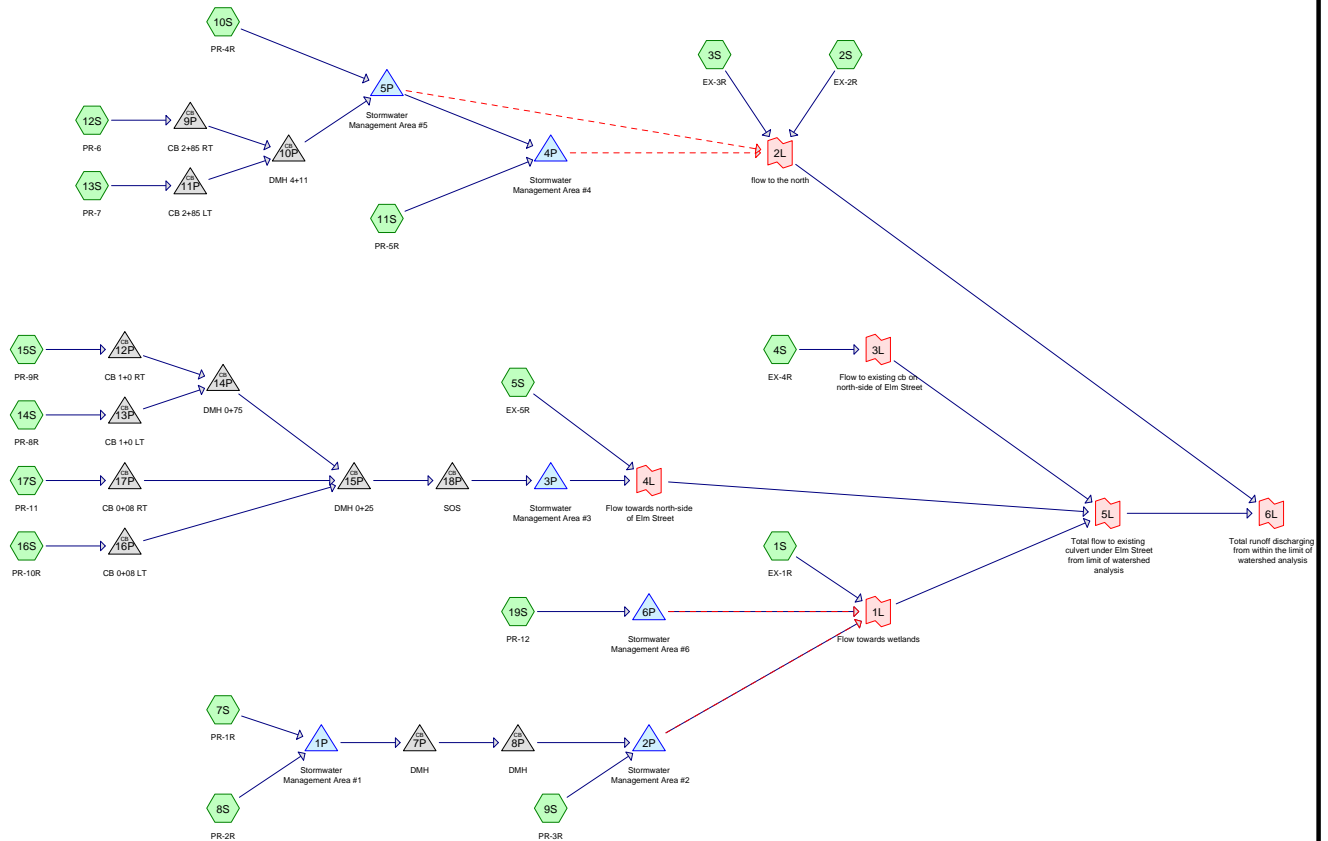 10S
PR-4R
5P
Stormwater
Management Area #5
12S
PR-6
CB
9P
CB 2+85 RT
CB
10P
DMH 4+11
13S
PR-7
CB
11P
CB 2+85 LT
4P
Stormwater
Management Area #4
11S
PR-5R
3S
EX-3R
2S
EX-2R
2L
flow to the north
15S
PR-9R
CB
12P
CB 1+0 RT
CB
14P
DMH 0+75
14S
PR-8R
CB
13P
CB 1+0 LT
17S
PR-11
CB
17P
CB 0+08 RT
16S
PR-10R
CB
16P
CB 0+08 LT
CB
15P
DMH 0+25
CB
18P
SOS
3P
Stormwater
Management Area #3
5S
EX-5R
4L
Flow towards north-side
of Elm Street
4S
EX-4R
3L
Flow to existing cb on
north-side of Elm Street
5L
Total flow to existing
culvert under Elm Street
from limit of watershed
analysis
6L
Total runoff discharging
from within the limit of
watershed analysis
1S
EX-1R
19S
PR-12
6P
Stormwater
Management Area #6
1L
Flow towards wetlands
7S
PR-1R
8S
PR-2R
1P
Stormwater
Management Area #1
CB
7P
DMH
CB
8P
DMH
2P
Stormwater
Management Area #2
9S
PR-3R